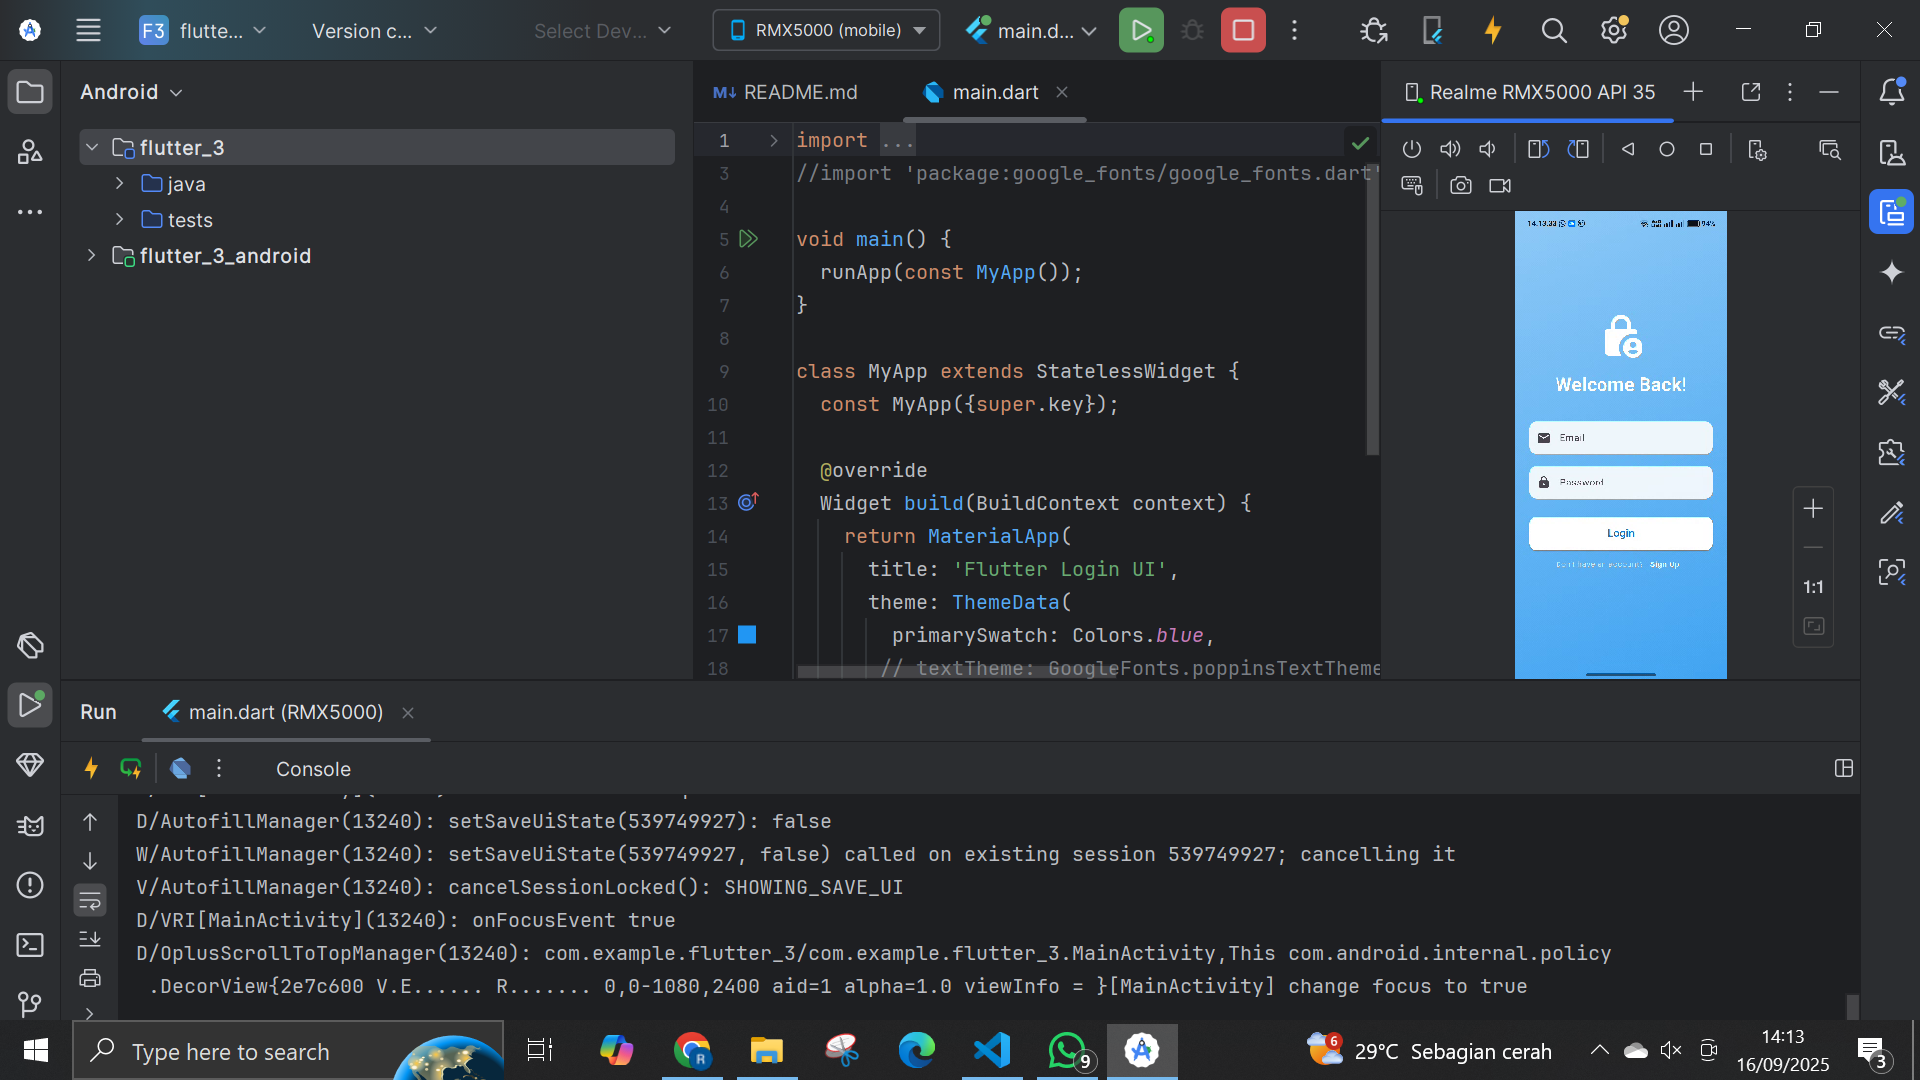 F3 flutte... Version c... Select Dev... RMX5000 (mobile) main.d...
Android
flutter_3
java
tests
flutter_3_android
M↓ README.md main.dart
1 import ...
3 //import 'package:google_fonts/google_fonts.dart'
4
5 void main() {
6 runApp(const MyApp());
7 }
8
9 class MyApp extends StatelessWidget {
10 const MyApp({super.key});
11
12 @override
13 Widget build(BuildContext context) {
14 return MaterialApp(
15 title: 'Flutter Login UI',
16 theme: ThemeData(
17 primarySwatch: Colors.blue,
18 // textTheme: GoogleFonts.poppinsTextTheme
Realme RMX5000 API 35
14.13.33 94%
Welcome Back!
Email
Password
Login
Don't have an account? Sign Up
1:1
Run main.dart (RMX5000)
Console
D/AutofillManager(13240): setSaveUiState(539749927): false
W/AutofillManager(13240): setSaveUiState(539749927, false) called on existing session 539749927; cancelling it
V/AutofillManager(13240): cancelSessionLocked(): SHOWING_SAVE_UI
D/VRI[MainActivity](13240): onFocusEvent true
D/OplusScrollToTopManager(13240): com.example.flutter_3/com.example.flutter_3.MainActivity,This com.android.internal.policy
.DecorView{2e7c600 V.E...... R....... 0,0-1080,2400 aid=1 alpha=1.0 viewInfo = }[MainActivity] change focus to true
Type here to search
R
9
6
29°C Sebagian cerah
14:13
16/09/2025
3